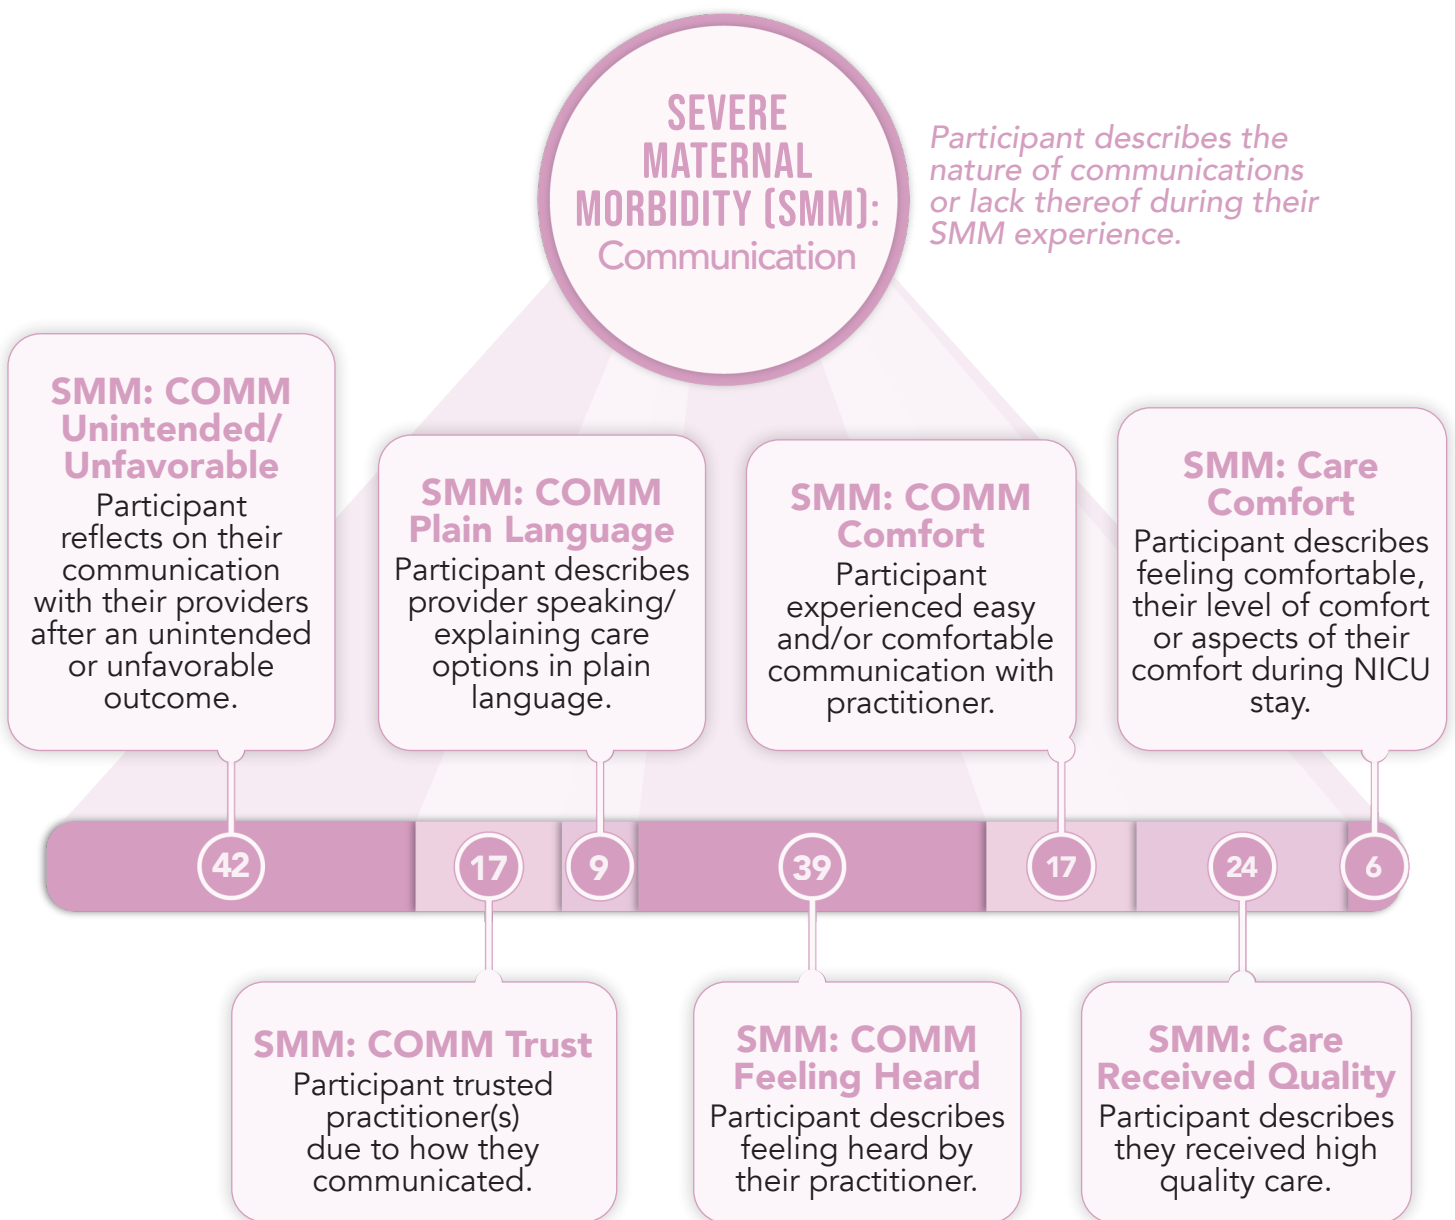 SEVERE
MATERNAL
MORBIDITY (SMM):
Communication
Participant describes the
nature of communications
or lack thereof during their
SMM experience.
SMM: COMM
Unintended/
Unfavorable
Participant
reflects on their
communication
with their providers
after an unintended
or unfavorable
outcome.
SMM: COMM
Plain Language
Participant describes
provider speaking/
explaining care
options in plain
language.
SMM: COMM
Comfort
Participant
experienced easy
and/or comfortable
communication with
practitioner.
SMM: Care
Comfort
Participant describes
feeling comfortable,
their level of comfort
or aspects of their
comfort during NICU
stay.
42
17
9
39
17
24
6
SMM: COMM Trust
Participant trusted
practitioner(s)
due to how they
communicated.
SMM: COMM
Feeling Heard
Participant describes
feeling heard by
their practitioner.
SMM: Care
Received Quality
Participant describes
they received high
quality care.